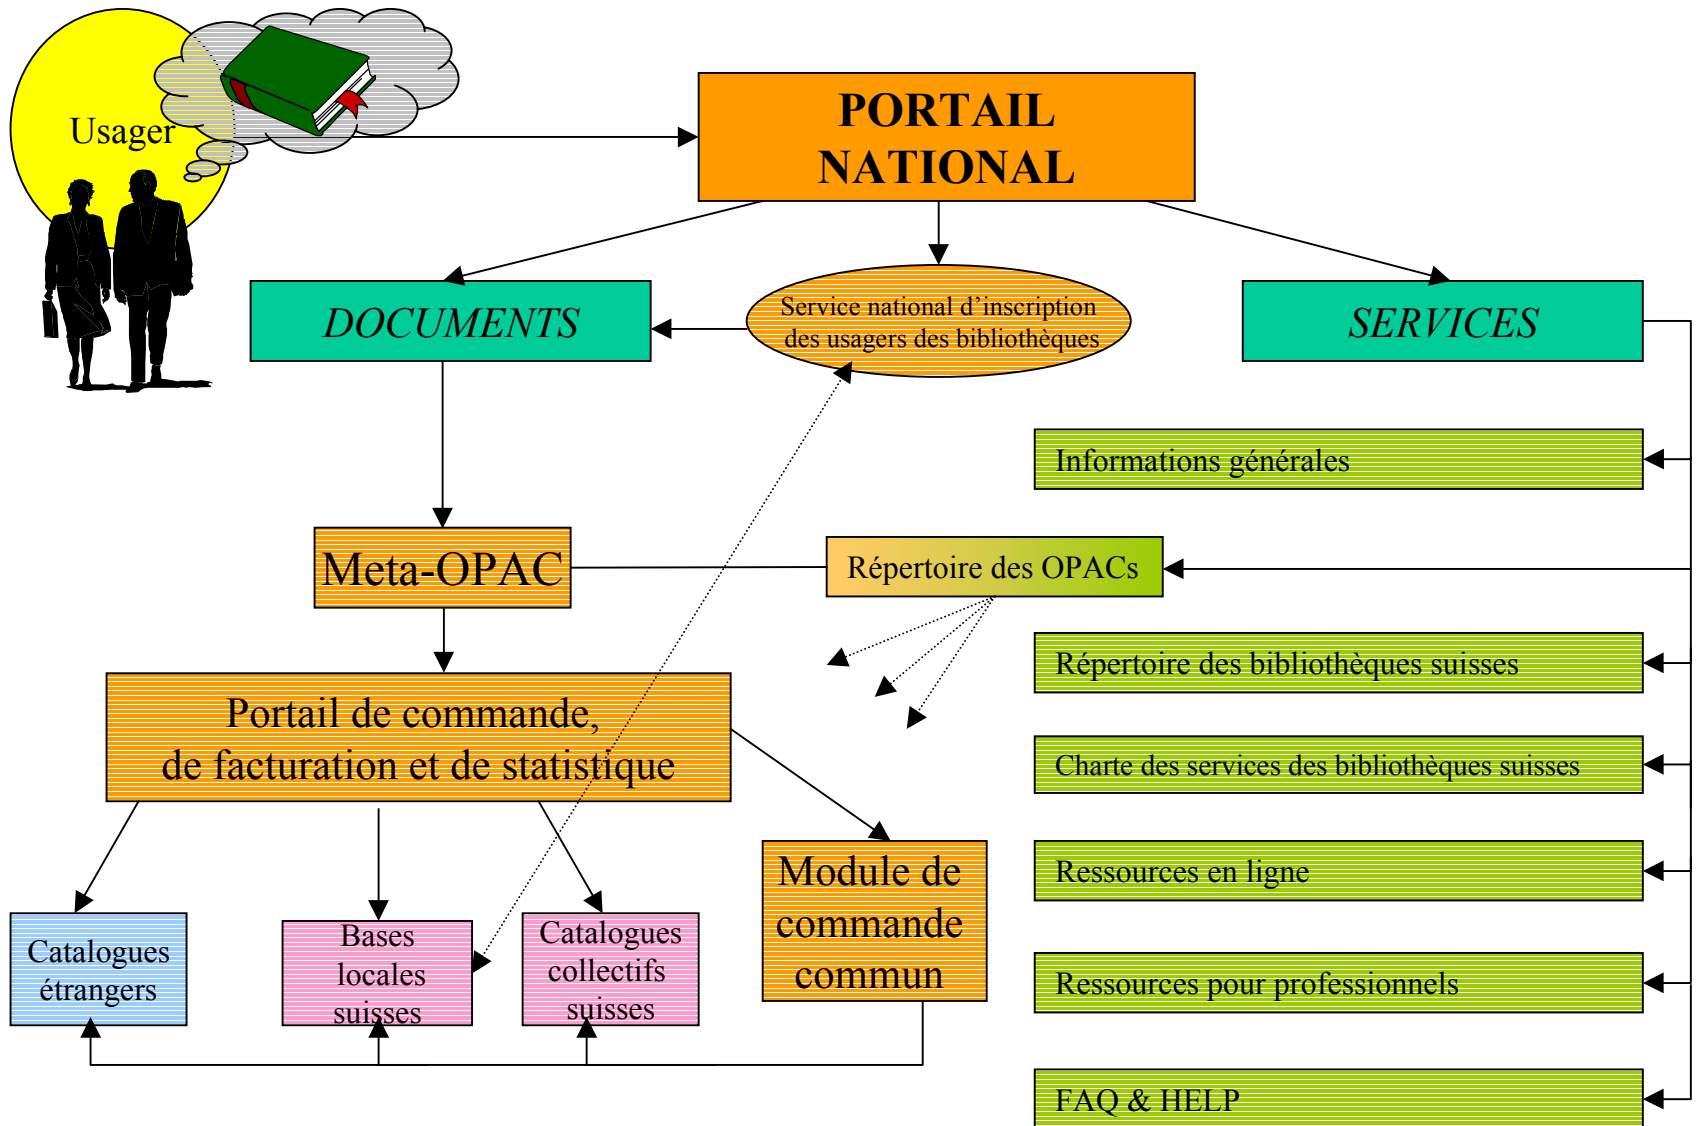 Usager
PORTAIL
NATIONAL
DOCUMENTS
Service national d’inscription
des usagers des bibliothèques
SERVICES
Informations générales
Meta-OPAC
Répertoire des OPACs
Répertoire des bibliothèques suisses
Portail de commande,
de facturation et de statistique
Charte des services des bibliothèques suisses
Module de
commande
commun
Ressources en ligne
Catalogues
étrangers
Bases
locales
suisses
Catalogues
collectifs
suisses
Ressources pour professionnels
FAQ & HELP